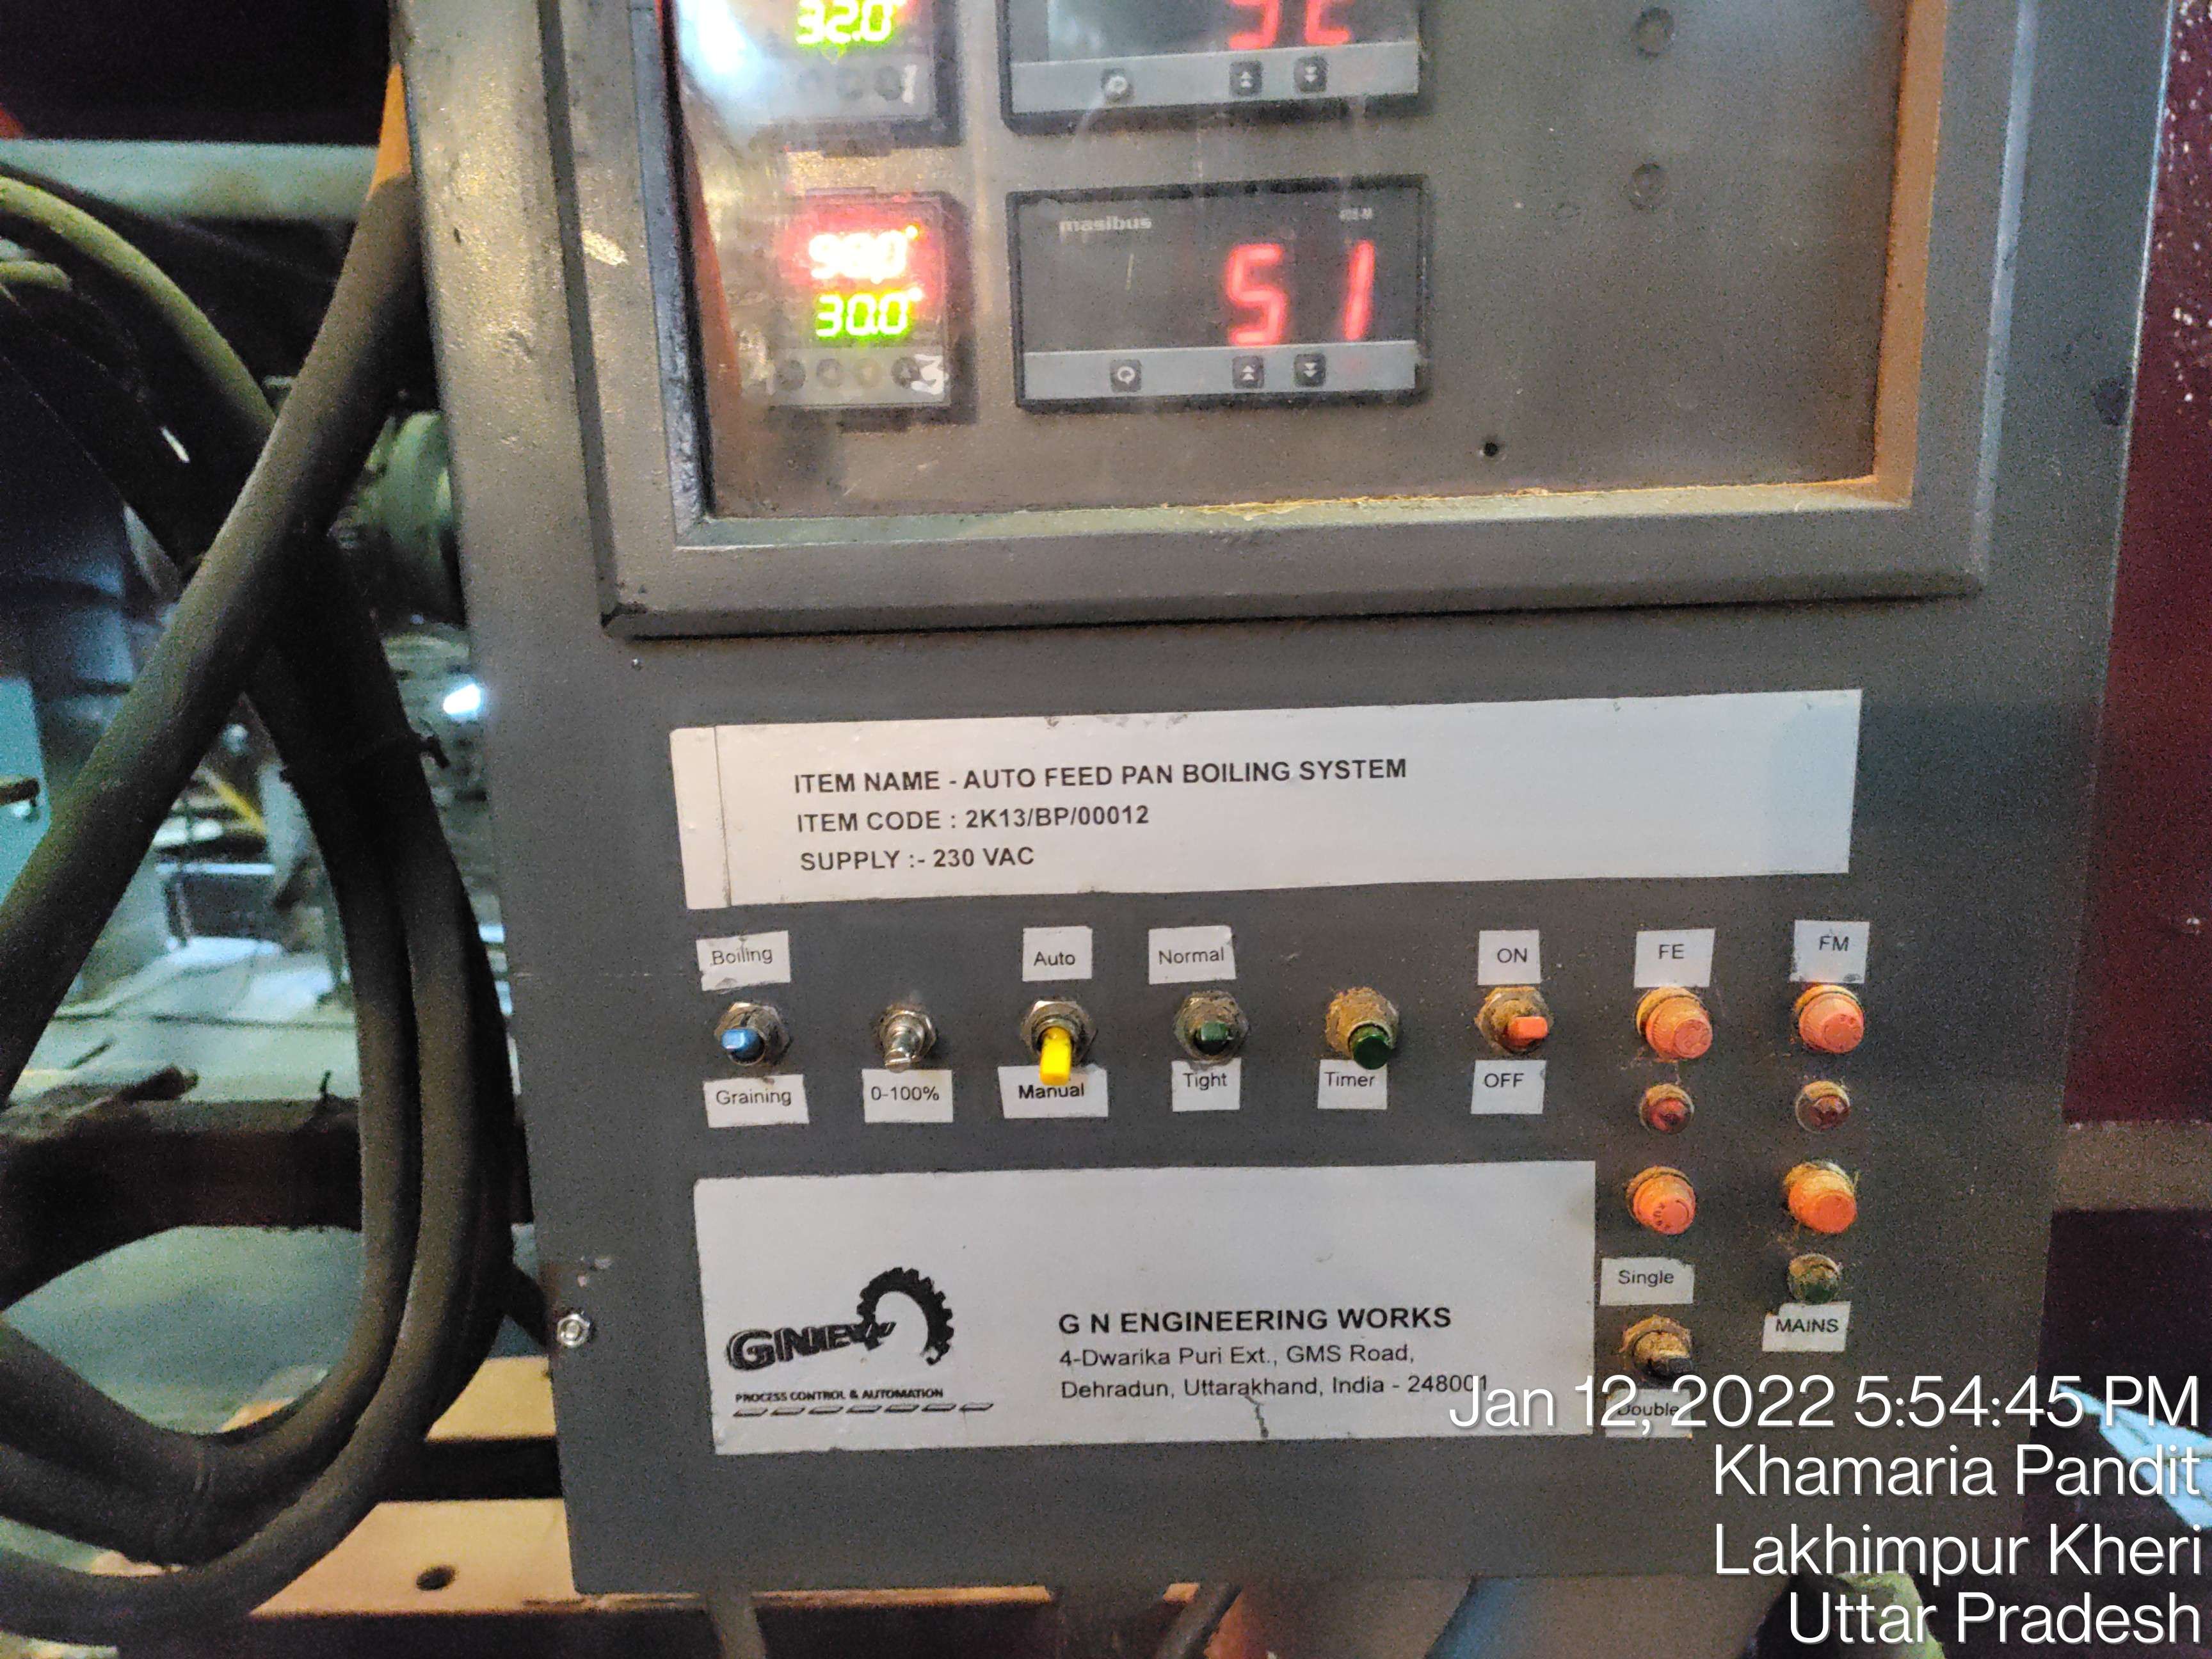 32.0
masibus
90.0
30.0
51
ITEM NAME - AUTO FEED PAN BOILING SYSTEM
ITEM CODE : 2K13/BP/00012
SUPPLY :- 230 VAC
Boiling
Auto
Normal
ON
FE
FM
Graining
0-100%
Manual
Tight
Timer
OFF
Single
MAINS
Double
GNEW
PROCESS CONTROL & AUTOMATION
G N ENGINEERING WORKS
4-Dwarika Puri Ext., GMS Road,
Dehradun, Uttarakhand, India - 248001
Jan 12, 2022 5:54:45 PM
Khamaria Pandit
Lakhimpur Kheri
Uttar Pradesh